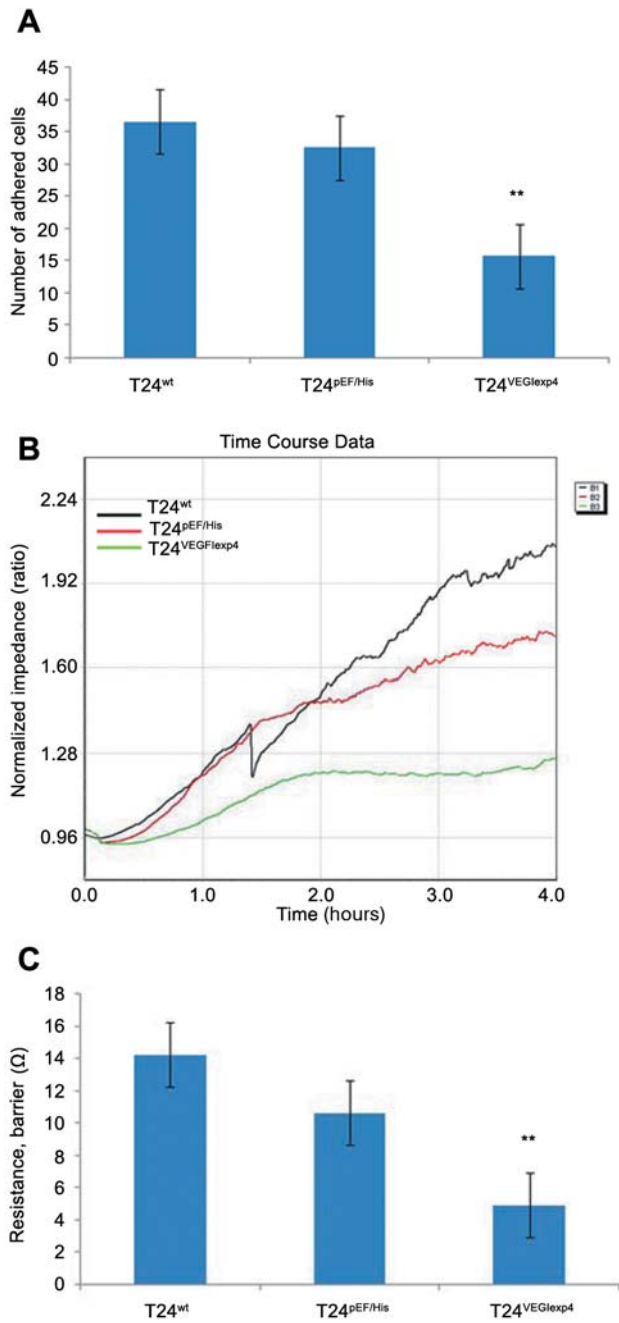 A
Number of adhered cells
45
40
35
30
25
20
15
10
5
0
**
T24wt
T24pEF/His
T24VEGIexp4
B
Time Course Data
Normalized impedance (ratio)
2.24
1.92
1.60
1.28
0.96
T24wt
T24pEF/His
T24VEGFIexp4
B1
B2
B3
0.0
1.0
2.0
3.0
4.0
Time (hours)
C
Resistance, barrier (Ω)
18
16
14
12
10
8
6
4
2
0
**
T24wt
T24pEF/His
T24VEGIexp4